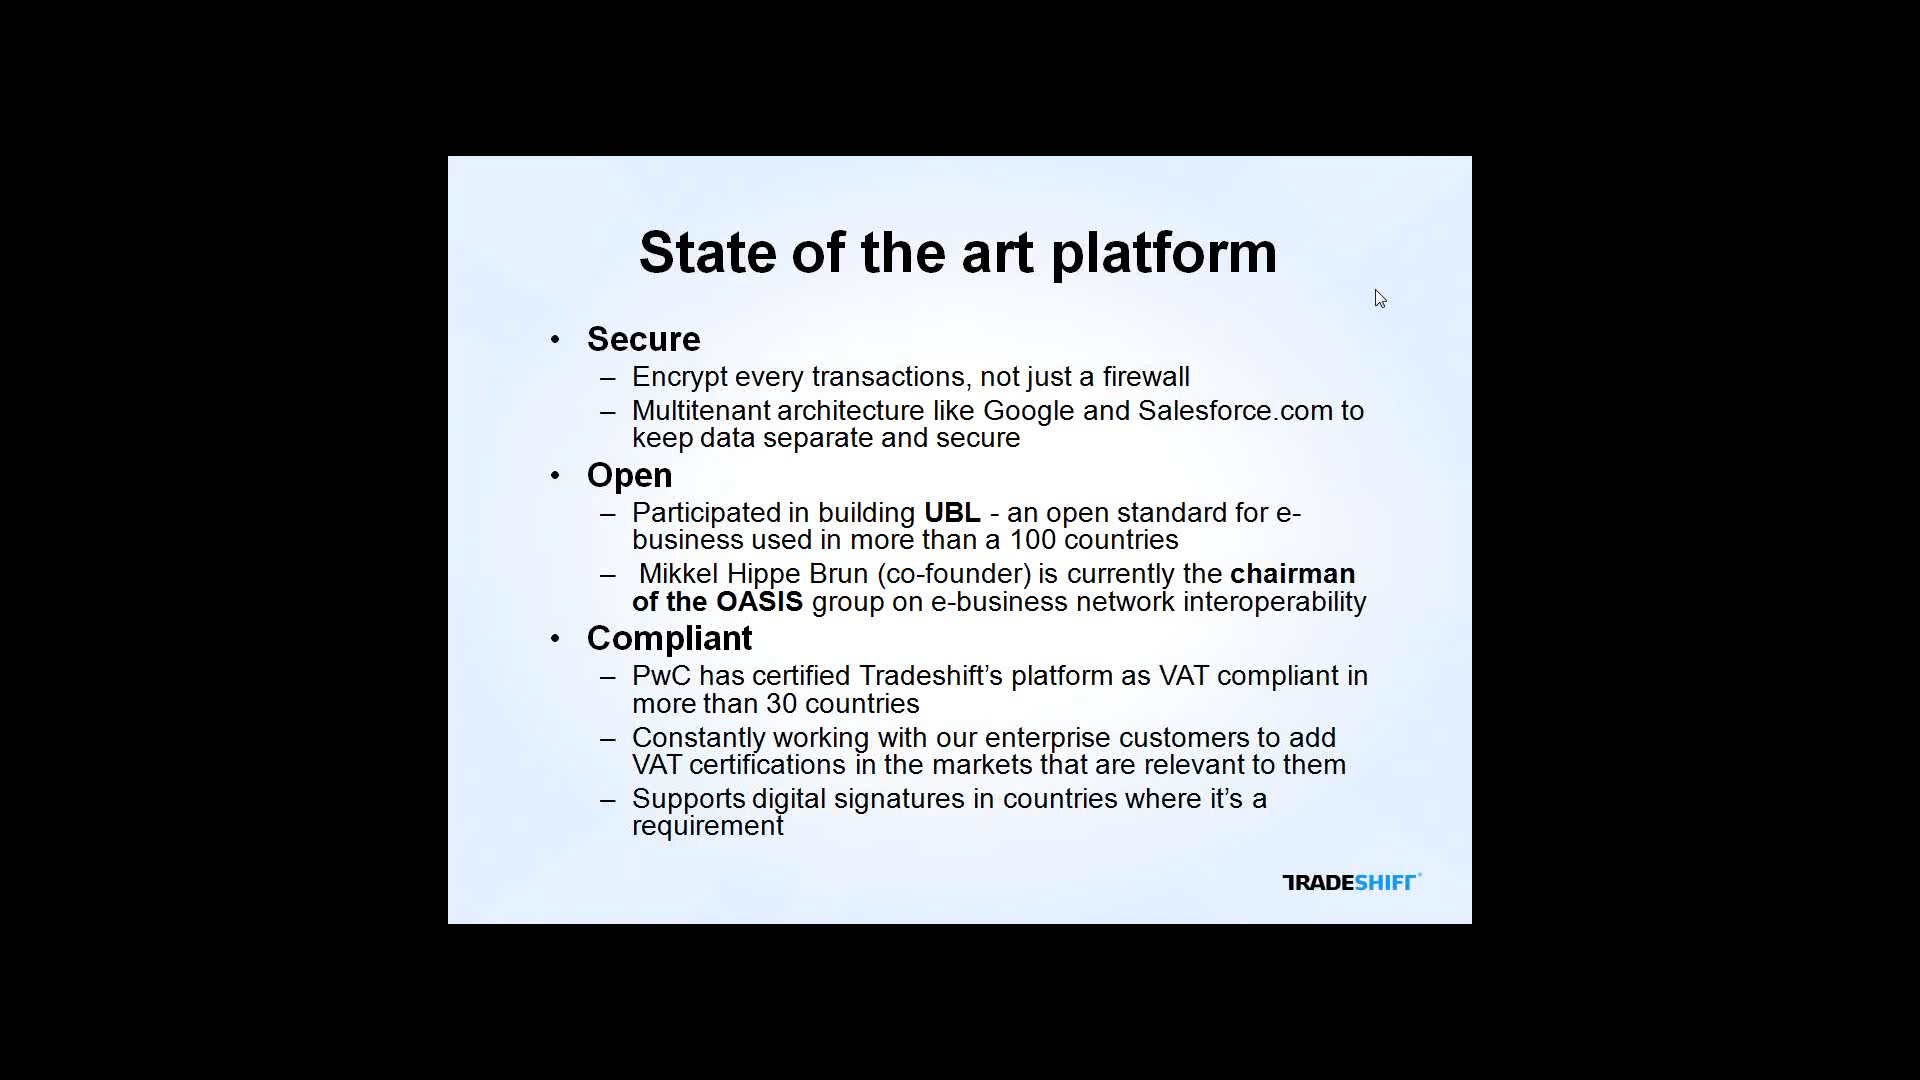 State of the art platform
• Secure
– Encrypt every transactions, not just a firewall
– Multitenant architecture like Google and Salesforce.com to
keep data separate and secure
• Open
– Participated in building UBL - an open standard for e-
business used in more than a 100 countries
– Mikkel Hippe Brun (co-founder) is currently the chairman
of the OASIS group on e-business network interoperability
• Compliant
– PwC has certified Tradeshift’s platform as VAT compliant in
more than 30 countries
– Constantly working with our enterprise customers to add
VAT certifications in the markets that are relevant to them
– Supports digital signatures in countries where it’s a
requirement
TRADESHIFT